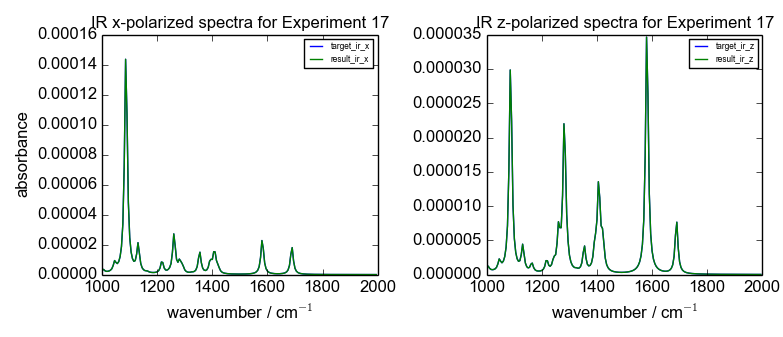 IR x-polarized spectra for Experiment 17
0.00016
0.00014
0.00012
0.00010
0.00008
0.00006
0.00004
0.00002
0.00000
absorbance
target_ir_x
result_ir_x
1000 1200 1400 1600 1800 2000
wavenumber / cm⁻¹
IR z-polarized spectra for Experiment 17
0.000035
0.000030
0.000025
0.000020
0.000015
0.000010
0.000005
0.000000
target_ir_z
result_ir_z
1000 1200 1400 1600 1800 2000
wavenumber / cm⁻¹